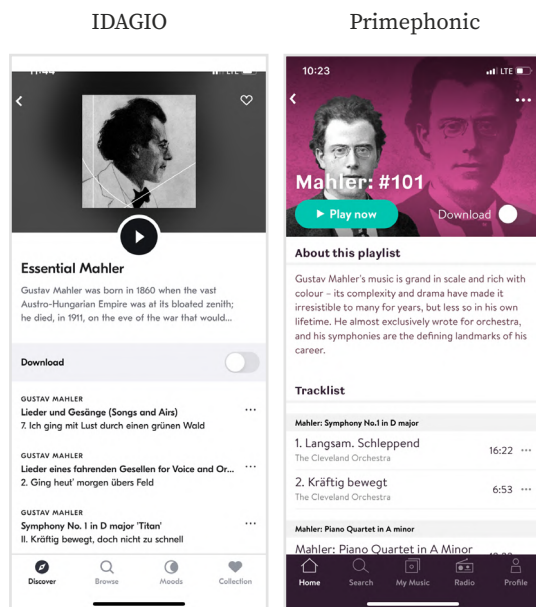 IDAGIO
Primephonic
11:44
LTE
Essential Mahler
Gustav Mahler was born in 1860 when the vast
Austro-Hungarian Empire was at its bloated zenith;
he died, in 1911, on the eve of the war that would...
Download
GUSTAV MAHLER
Lieder und Gesänge (Songs and Airs)
7. Ich ging mit Lust durch einen grünen Wald
GUSTAV MAHLER
Lieder eines fahrenden Gesellen for Voice and Or...
2. Ging heut' morgen übers Feld
GUSTAV MAHLER
Symphony No. 1 in D major 'Titan'
II. Kräftig bewegt, doch nicht zu schnell
Discover Browse Moods Collection
10:23 LTE
Mahler: #101
Play now Download
About this playlist
Gustav Mahler's music is grand in scale and rich with
colour – its complexity and drama have made it
irresistible to many for years, but less so in his own
lifetime. He almost exclusively wrote for orchestra,
and his symphonies are the defining landmarks of his
career.
Tracklist
Mahler: Symphony No.1 in D major
1. Langsam. Schleppend 16:22
The Cleveland Orchestra
2. Kräftig bewegt 6:53
The Cleveland Orchestra
Mahler: Piano Quartet in A minor
Mahler: Piano Quartet in A Minor
Home Search My Music Radio Profile